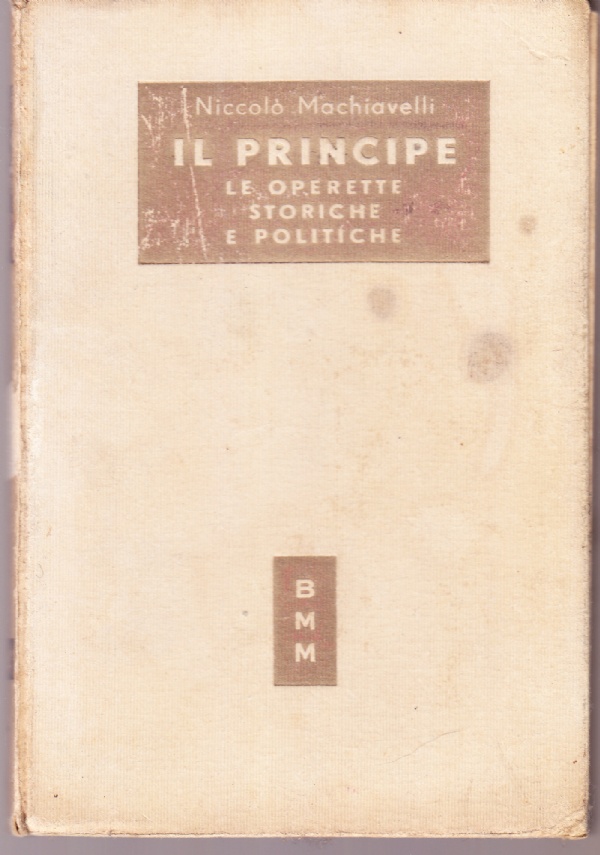 Niccolò Machiavelli
IL PRINCIPE
LE OPERETTE
STORICHE
E POLITICHE
B
M
M